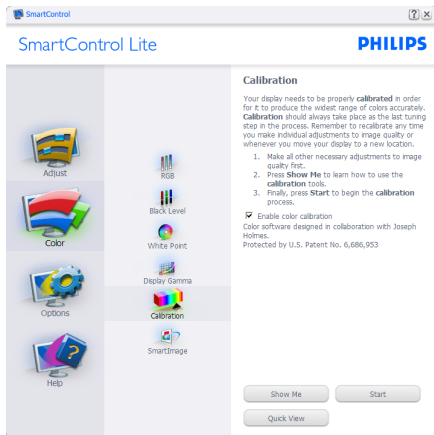 SmartControl
SmartControl Lite
PHILIPS
Adjust
Color
Options
Help
RGB
Black Level
White Point
Display Gamma
Calibration
SmartImage
Calibration
Your display needs to be properly calibrated in order
for it to produce the widest range of colors accurately.
Calibration should always take place as the last tuning
step in the process. Remember to recalibrate any time
you make individual adjustments to image quality or
whenever you move your display to a new location.
1. Make all other necessary adjustments to image
quality first.
2. Press Show Me to learn how to use the
calibration tools.
3. Finally, press Start to begin the calibration
process.
Enable color calibration
Color software designed in collaboration with Joseph
Holmes.
Protected by U.S. Patent No. 6,686,953
Show Me
Start
Quick View